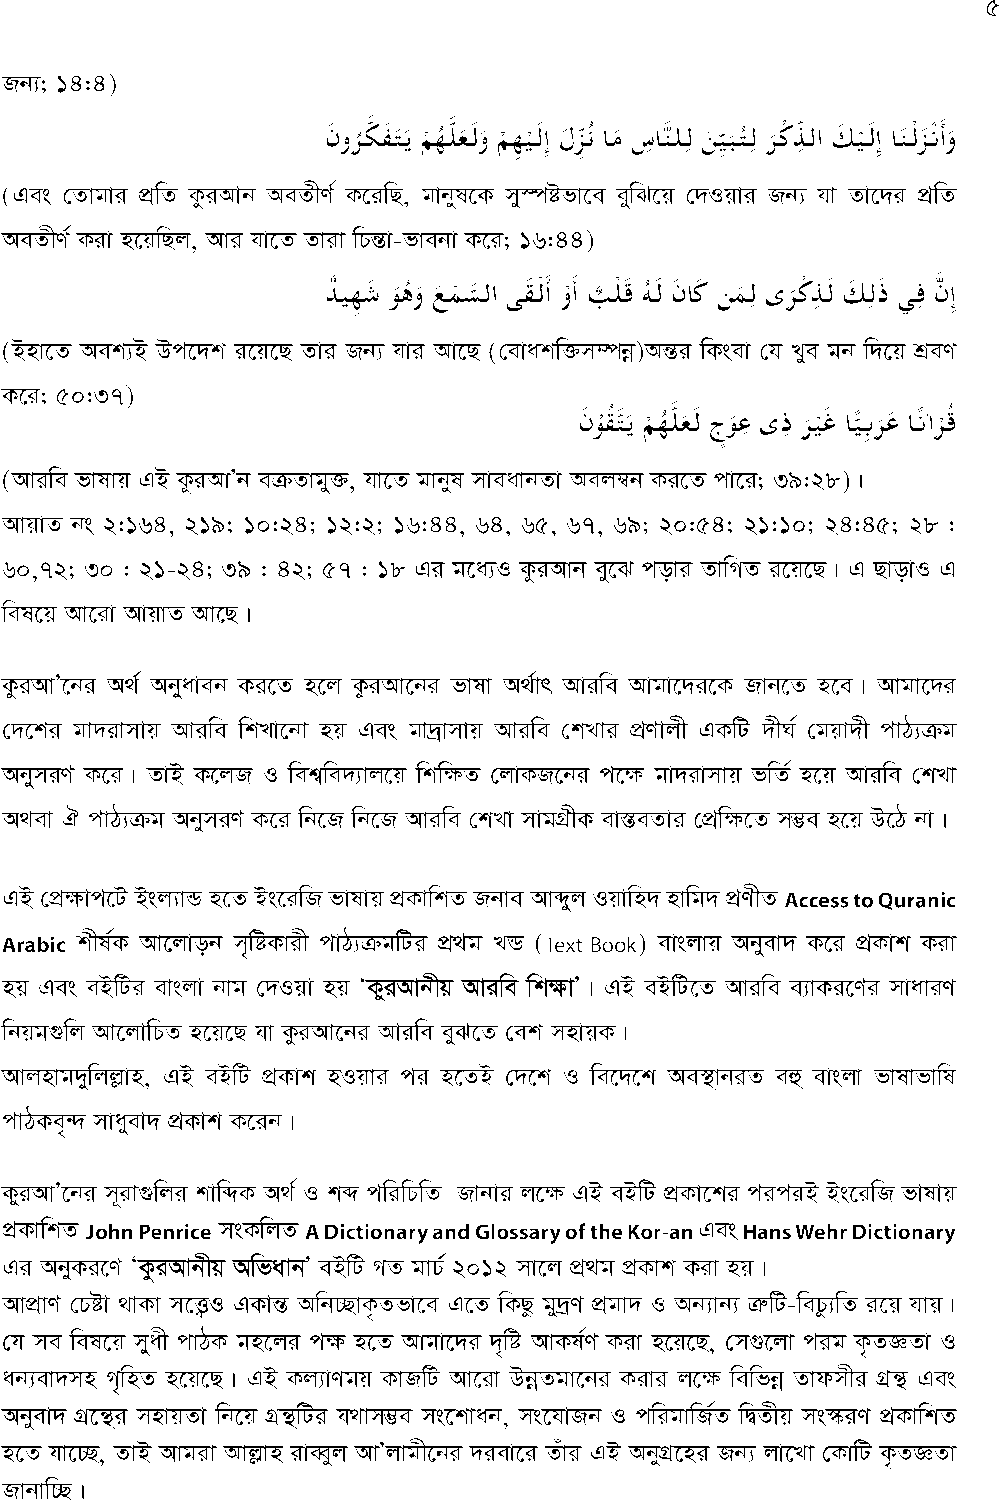 ৫
জন্য; ১৪:৪)
وَأَنْزَلْنَا إِلَيْكَ الذِّكْرَ لِتُبَيِّنَ لِلنَّاسِ مَا نُزِّلَ إِلَيْهِمْ وَلَعَلَّهُمْ يَتَفَكَّرُونَ
(এবং তোমার প্রতি কুরআন অবতীর্ণ করেছি, মানুষকে সুস্পষ্টভাবে বুঝিয়ে দেওয়ার জন্য যা তাদের প্রতি
অবতীর্ণ করা হয়েছিল, আর যাতে তারা চিন্তা-ভাবনা করে; ১৬:৪৪)
إِنَّ فِي ذَلِكَ لَذِكْرَى لِمَن كَانَ لَهُ قَلْبٌ أَوْ أَلْقَى السَّمْعَ وَهُوَ شَهِيدٌ
(ইহাতে অবশ্যই উপদেশ রয়েছে তার জন্য যার আছে (বোধশক্তিসম্পন্ন)অন্তর কিংবা যে খুব মন দিয়ে শ্রবণ
করে; ৫০:৩৭)
قُرْانًا عَرَبِيًّا غَيْرَ ذِى عِوَجٍ لَعَلَّهُمْ يَتَّقُوْنَ
(আরবি ভাষায় এই কুরআ'ন বক্রতামুক্ত, যাতে মানুষ সাবধানতা অবলম্বন করতে পারে; ৩৯:২৮)।
আয়াত নং ২:১৬৪, ২১৯; ১০:২৪; ১২:২; ১৬:৪৪, ৬৪, ৬৫, ৬৭, ৬৯; ২০:৫৪; ২১:১০; ২৪:৪৫; ২৮ :
৬০,৭২; ৩০ : ২১-২৪; ৩৯ : ৪২; ৫৭ : ১৮ এর মধ্যেও কুরআন বুঝে পড়ার তাগিত রয়েছে। এ ছাড়াও এ
বিষয়ে আরো আয়াত আছে।
কুরআ'নের অর্থ অনুধাবন করতে হলে কুরআনের ভাষা অর্থাৎ আরবি আমাদেরকে জানতে হবে। আমাদের
দেশের মাদরাসায় আরবি শিখানো হয় এবং মাদ্রাসায় আরবি শেখার প্রণালী একটি দীর্ঘ মেয়াদী পাঠ্যক্রম
অনুসরণ করে। তাই কলেজ ও বিশ্ববিদ্যালয়ে শিক্ষিত লোকজনের পক্ষে মাদরাসায় ভর্তি হয়ে আরবি শেখা
অথবা ঐ পাঠ্যক্রম অনুসরণ করে নিজে নিজে আরবি শেখা সামগ্রীক বাস্তবতার প্রেক্ষিতে সম্ভব হয়ে উঠে না।
এই প্রেক্ষাপটে ইংল্যান্ড হতে ইংরেজি ভাষায় প্রকাশিত জনাব আব্দুল ওয়াহিদ হামিদ প্রণীত Access to Quranic
Arabic শীর্ষক আলোড়ন সৃষ্টিকারী পাঠ্যক্রমটির প্রথম খন্ড (Text Book) বাংলায় অনুবাদ করে প্রকাশ করা
হয় এবং বইটির বাংলা নাম দেওয়া হয় 'কুরআনীয় আরবি শিক্ষা'। এই বইটিতে আরবি ব্যাকরণের সাধারণ
নিয়মগুলি আলোচিত হয়েছে যা কুরআনের আরবি বুঝতে বেশ সহায়ক।
আলহামদুলিল্লাহ, এই বইটি প্রকাশ হওয়ার পর হতেই দেশে ও বিদেশে অবস্থানরত বহু বাংলা ভাষাভাষি
পাঠকবৃন্দ সাধুবাদ প্রকাশ করেন।
কুরআ'নের সূরাগুলির শাব্দিক অর্থ ও শব্দ পরিচিতি জানার লক্ষে এই বইটি প্রকাশের পরপরই ইংরেজি ভাষায়
প্রকাশিত John Penrice সংকলিত A Dictionary and Glossary of the Kor-an এবং Hans Wehr Dictionary
এর অনুকরণে 'কুরআনীয় অভিধান' বইটি গত মার্চ ২০১২ সালে প্রথম প্রকাশ করা হয়।
আপ্রাণ চেষ্টা থাকা সত্ত্বেও একান্ত অনিচ্ছাকৃতভাবে এতে কিছু মুদ্রণ প্রমাদ ও অন্যান্য ত্রুটি-বিচ্যুতি রয়ে যায়।
যে সব বিষয়ে সুধী পাঠক মহলের পক্ষ হতে আমাদের দৃষ্টি আকর্ষণ করা হয়েছে, সেগুলো পরম কৃতজ্ঞতা ও
ধন্যবাদসহ গৃহিত হয়েছে। এই কল্যাণময় কাজটি আরো উন্নতমানের করার লক্ষে বিভিন্ন তাফসীর গ্রন্থ এবং
অনুবাদ গ্রন্থের সহায়তা নিয়ে গ্রন্থটির যথাসম্ভব সংশোধন, সংযোজন ও পরিমার্জিত দ্বিতীয় সংস্করণ প্রকাশিত
হতে যাচ্ছে, তাই আমরা আল্লাহ রাব্বুল আ'লামীনের দরবারে তাঁর এই অনুগ্রহের জন্য লাখো কোটি কৃতজ্ঞতা
জানাচ্ছি।